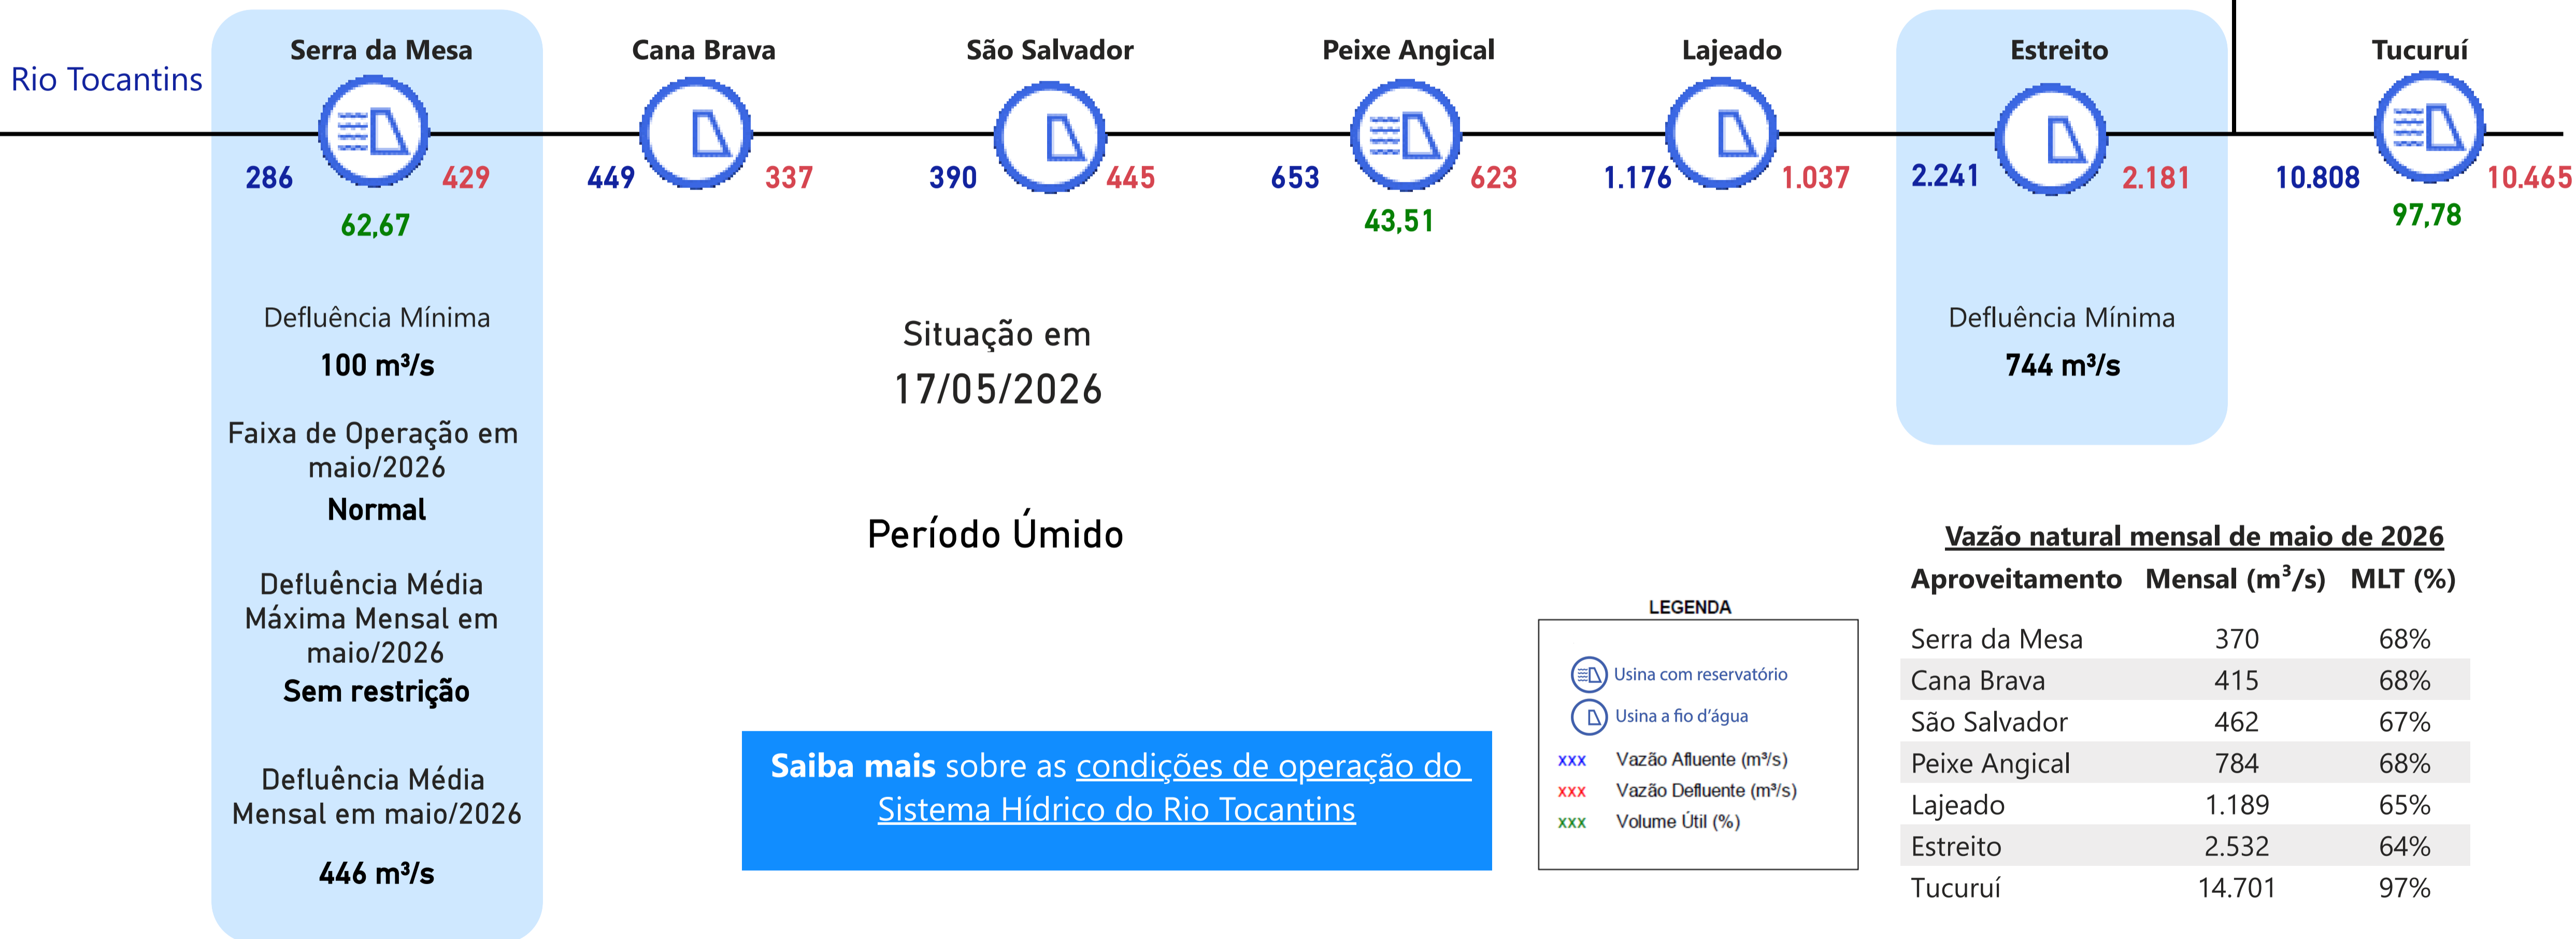 Rio Tocantins
Serra da Mesa
286
429
62,67
Cana Brava
449
337
São Salvador
390
445
Peixe Angical
653
623
43,51
Lajeado
1.176
1.037
Estreito
2.241
2.181
Tucuruí
10.808
10.465
97,78
Defluência Mínima
100 m³/s
Faixa de Operação em
maio/2026
Normal
Defluência Média
Máxima Mensal em
maio/2026
Sem restrição
Defluência Média
Mensal em maio/2026
446 m³/s
Situação em
17/05/2026
Período Úmido
Defluência Mínima
744 m³/s
Saiba mais sobre as condições de operação do
Sistema Hídrico do Rio Tocantins
LEGENDA
Usina com reservatório
Usina a fio d'água
xxx Vazão Afluente (m³/s)
xxx Vazão Defluente (m³/s)
xxx Volume Útil (%)
Vazão natural mensal de maio de 2026
Aproveitamento Mensal (m³/s) MLT (%)
Serra da Mesa 370 68%
Cana Brava 415 68%
São Salvador 462 67%
Peixe Angical 784 68%
Lajeado 1.189 65%
Estreito 2.532 64%
Tucuruí 14.701 97%